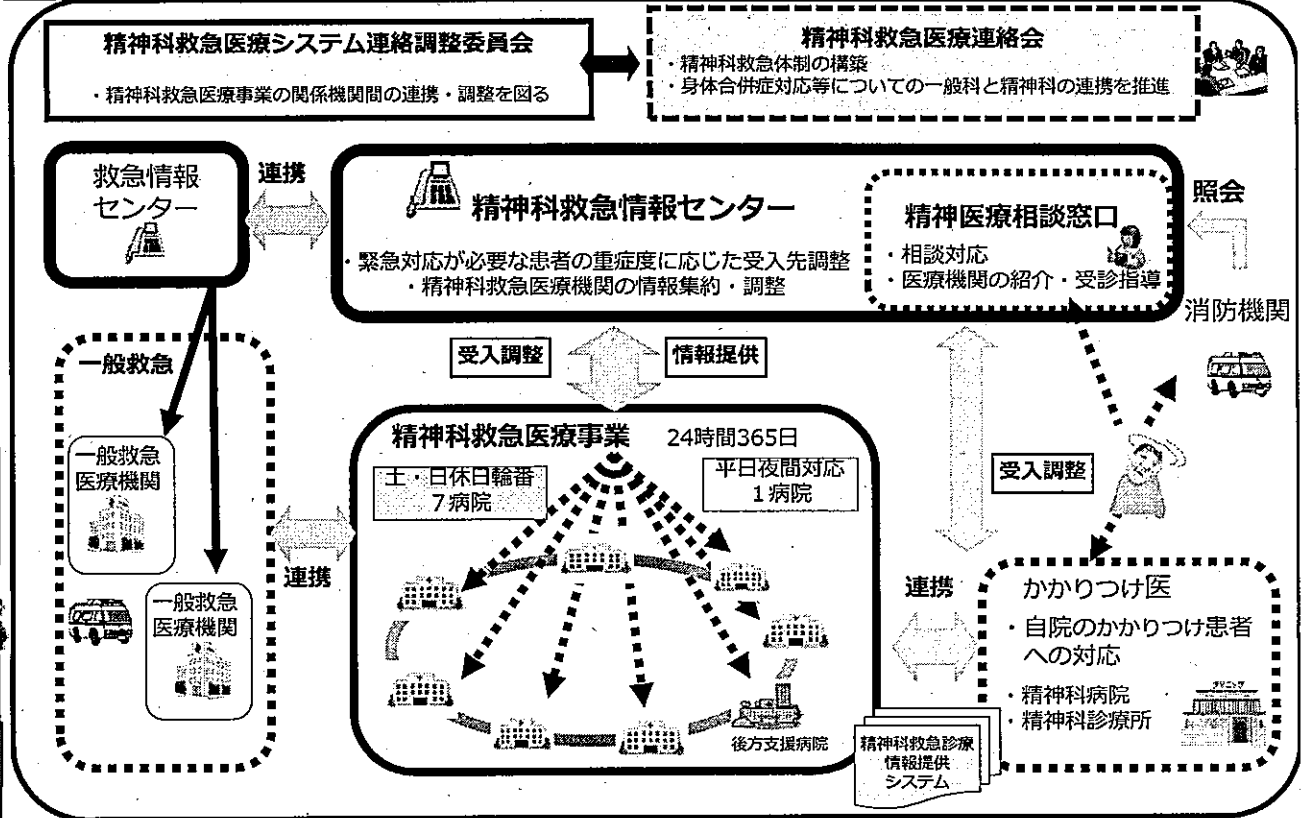 精神科救急医療システム連絡調整委員会
・精神科救急医療事業の関係機関間の連携・調整を図る
精神科救急医療連絡会
・精神科救急体制の構築
・身体合併症対応等についての一般科と精神科の連携を推進
救急情報
センター
連携
精神科救急情報センター
・緊急対応が必要な患者の重症度に応じた受入先調整
・精神科救急医療機関の情報集約・調整
精神医療相談窓口
・相談対応
・医療機関の紹介・受診指導
照会
消防機関
一般救急
一般救急
医療機関
一般救急
医療機関
受入調整
情報提供
連携
精神科救急医療事業
24時間365日
土・日休日輪番
7病院
平日夜間対応
1病院
後方支援病院
受入調整
連携
かかりつけ医
・自院のかかりつけ患者
への対応
・精神科病院
・精神科診療所
クリニック
精神科救急診療
情報提供
システム